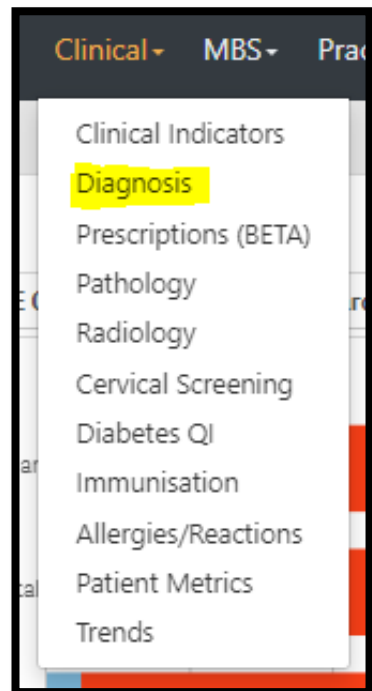 Clinical MBS Prac
Clinical Indicators
Diagnosis
Prescriptions (BETA)
Pathology
Radiology
Cervical Screening
Diabetes QI
Immunisation
Allergies/Reactions
Patient Metrics
Trends